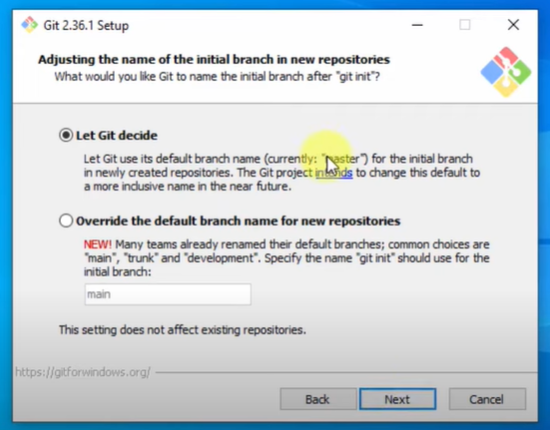 Git 2.36.1 Setup
Adjusting the name of the initial branch in new repositories
What would you like Git to name the initial branch after "git init"?
Let Git decide
Let Git use its default branch name (currently: "master") for the initial branch
in newly created repositories. The Git project intends to change this default to
a more inclusive name in the near future.
Override the default branch name for new repositories
NEW! Many teams already renamed their default branches; common choices are
"main", "trunk" and "development". Specify the name "git init" should use for the
initial branch:
main
This setting does not affect existing repositories.
https://gitforwindows.org/
Back Next Cancel